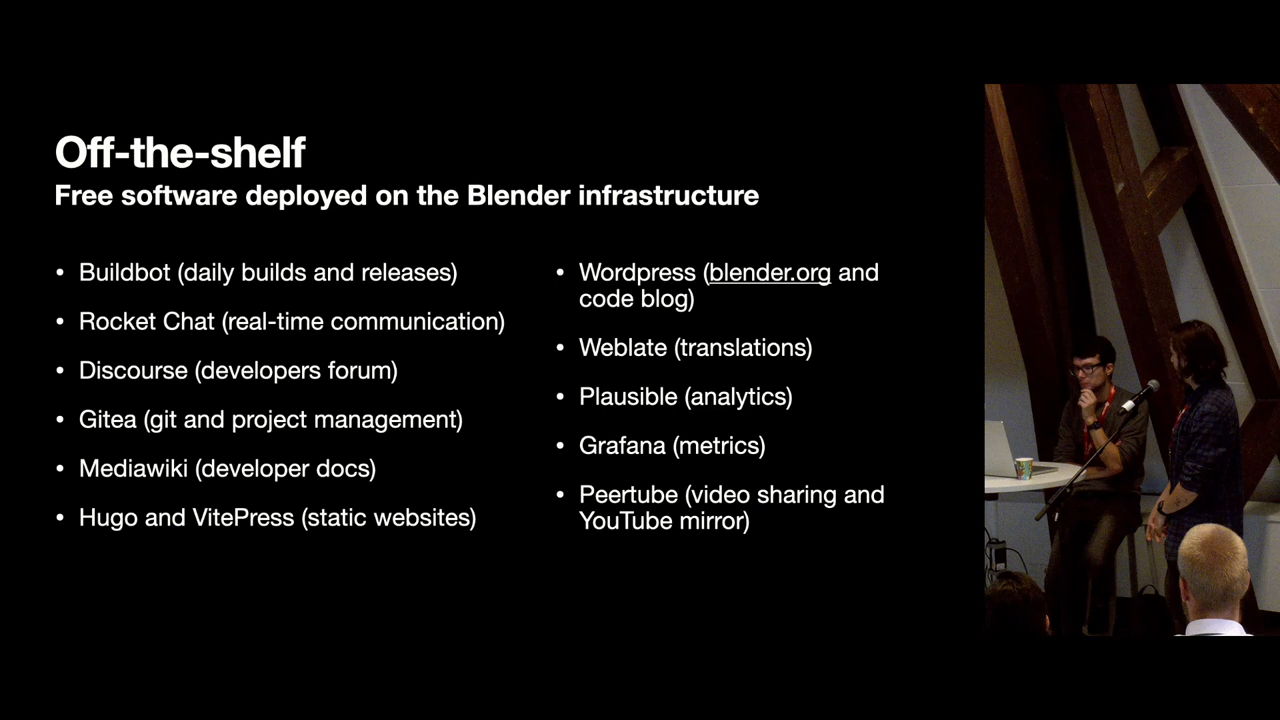 Off-the-shelf
Free software deployed on the Blender infrastructure
• Buildbot (daily builds and releases)
• Rocket Chat (real-time communication)
• Discourse (developers forum)
• Gitea (git and project management)
• Mediawiki (developer docs)
• Hugo and VitePress (static websites)
• Wordpress (blender.org and
code blog)
• Weblate (translations)
• Plausible (analytics)
• Grafana (metrics)
• Peertube (video sharing and
YouTube mirror)